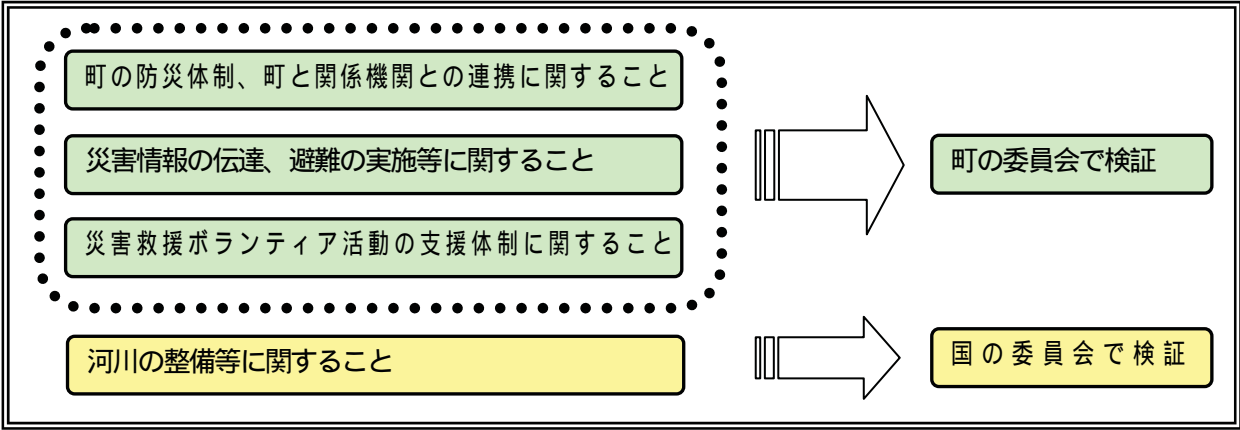 町の防災体制、町と関係機関との連携に関すること
災害情報の伝達、避難の実施等に関すること
町の委員会で検証
災害救援ボランティア活動の支援体制に関すること
河川の整備等に関すること
国の委員会で検証